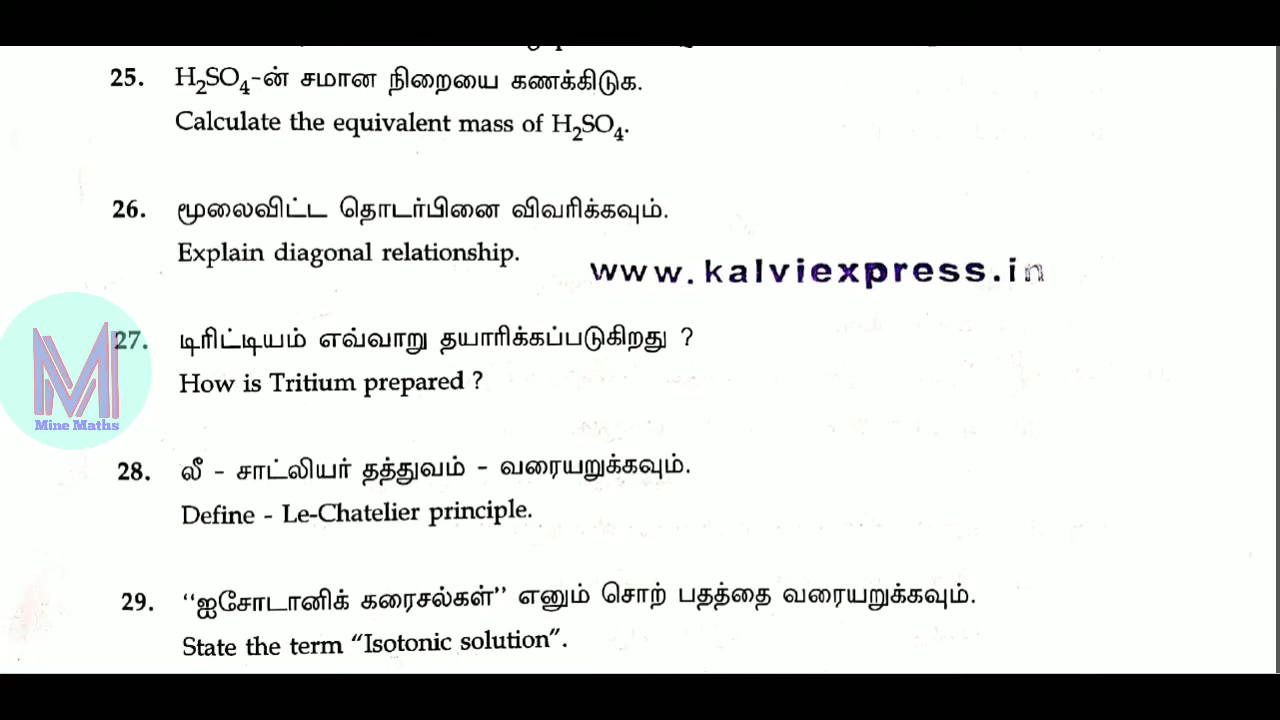 25. H₂SO₄-ன் சமான நிறையை கணக்கிடுக.
Calculate the equivalent mass of H₂SO₄.
26. மூலைவிட்ட தொடர்பினை விவரிக்கவும்.
Explain diagonal relationship.
www.kalviexpress.in
27. டிரிட்டியம் எவ்வாறு தயாரிக்கப்படுகிறது ?
How is Tritium prepared ?
Mine Maths
28. லீ - சாட்லியர் தத்துவம் - வரையறுக்கவும்.
Define - Le-Chatelier principle.
29. “ஐசோடானிக் கரைசல்கள்” எனும் சொற் பதத்தை வரையறுக்கவும்.
State the term “Isotonic solution”.